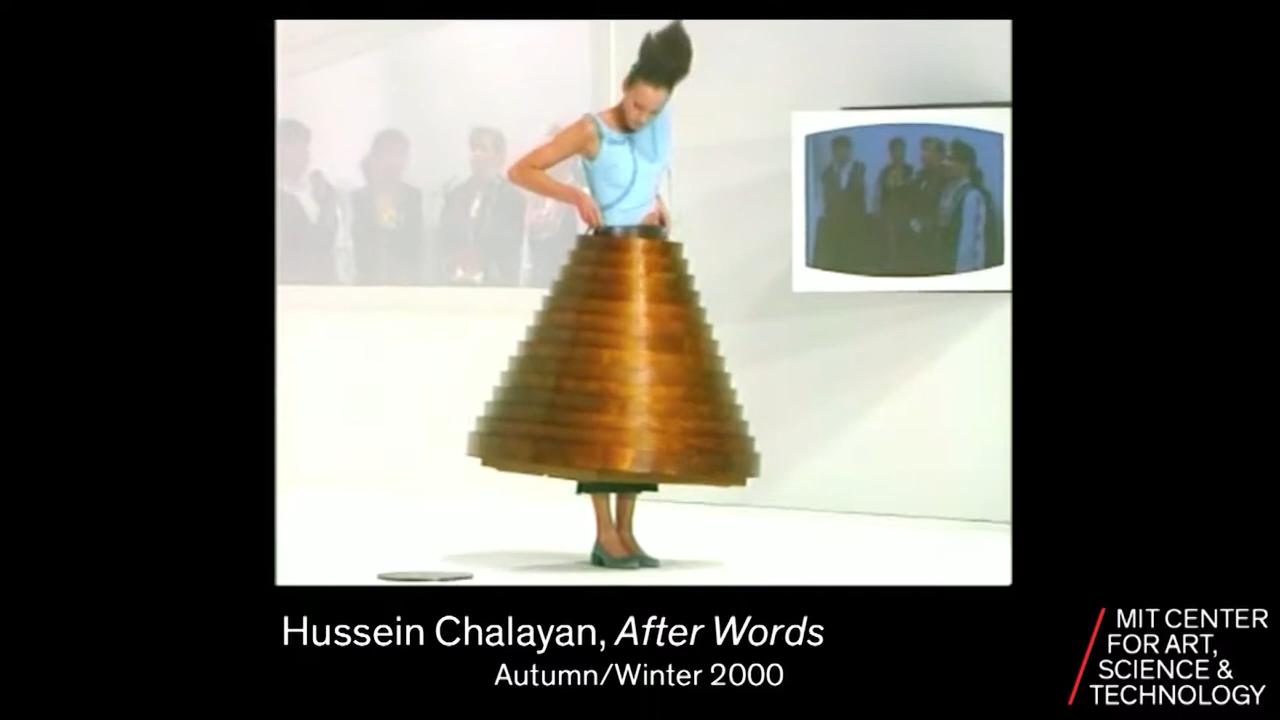 Hussein Chalayan, After Words
Autumn/Winter 2000
MIT CENTER
FOR ART,
SCIENCE &
TECHNOLOGY